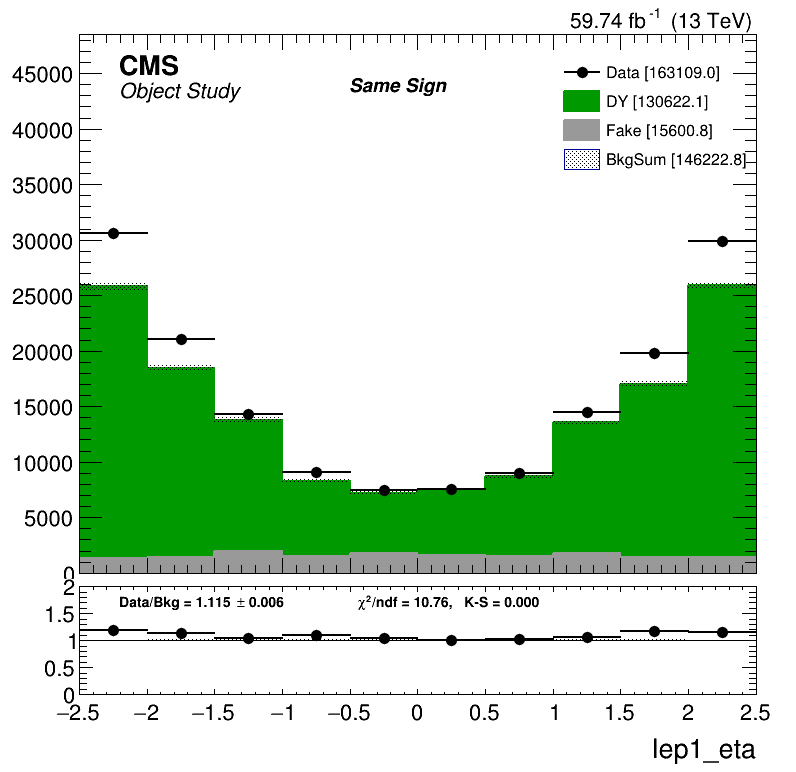 59.74 fb⁻¹ (13 TeV)
CMS
Object Study
Same Sign
Data [163109.0]
DY [130622.1]
Fake [15600.8]
BkgSum [146222.8]
45000
40000
35000
30000
25000
20000
15000
10000
5000
0
Data/Bkg = 1.115 ± 0.006
χ²/ndf = 10.76, K-S = 0.000
2
1.5
1
0.5
0
−2.5 −2 −1.5 −1 −0.5 0 0.5 1 1.5 2 2.5
lep1_eta